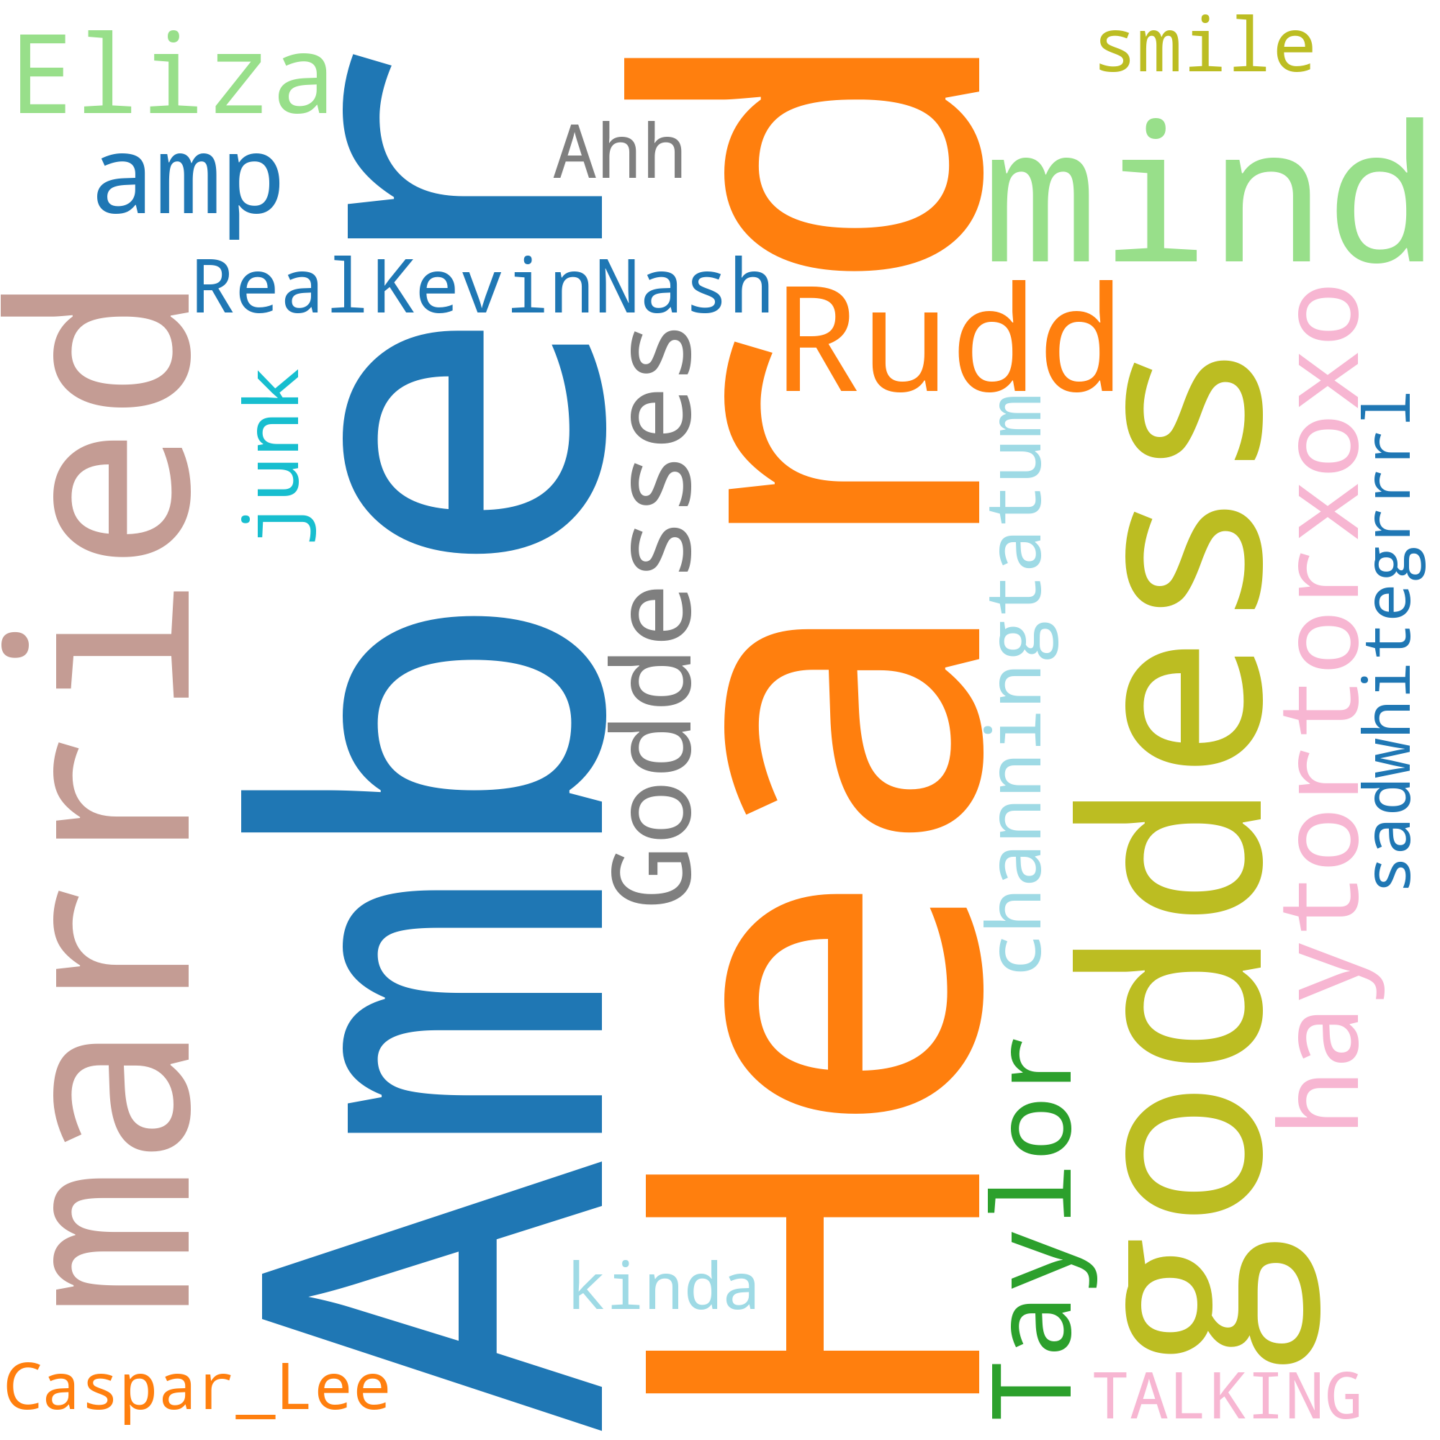 Eliza
smile
amp
Ahh
mind
RealKevinNash
Rudd
married
junk
Amber
Goddesses
Heard
channingtatum
goddess
haytortorxoxo
sadwhitegrrrl
Taylor
kinda
Caspar_Lee
TALKING